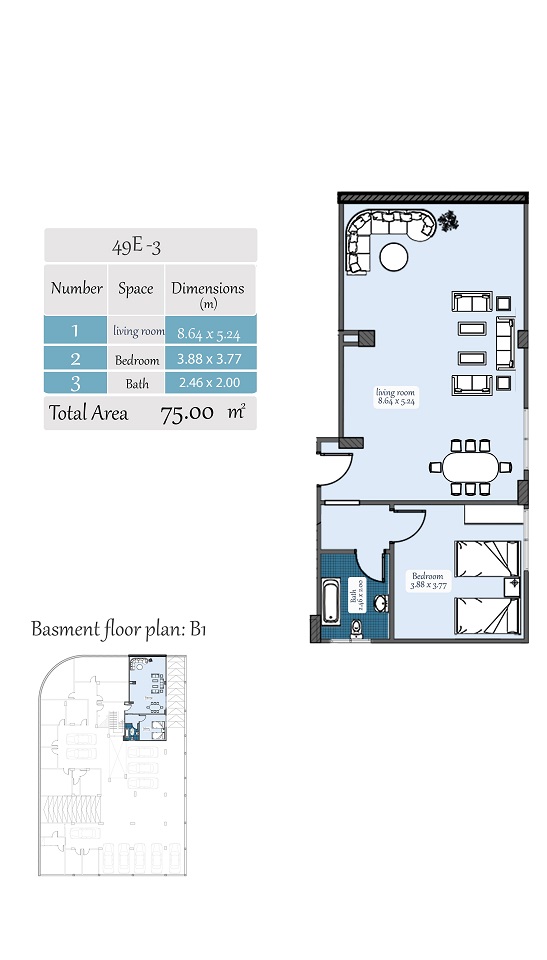 49E -3
Number Space Dimensions
(m)
1 living room 8.64 x 5.24
2 Bedroom 3.88 x 3.77
3 Bath 2.46 x 2.00
Total Area 75.00 m²
living room
8.64 x 5.24
Bedroom
3.88 x 3.77
Bath
2.46 x 2.00
Basment floor plan: B1